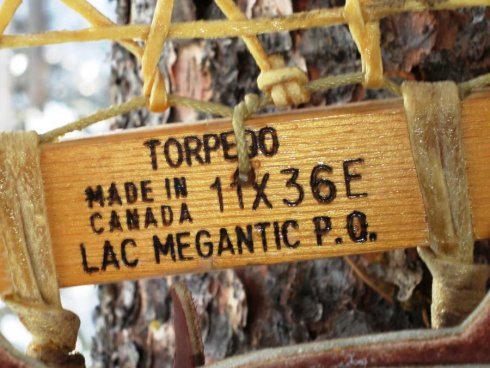 TORPEDO
MADE IN 11X36E
CANADA
LAC MEGANTIC P.Q.